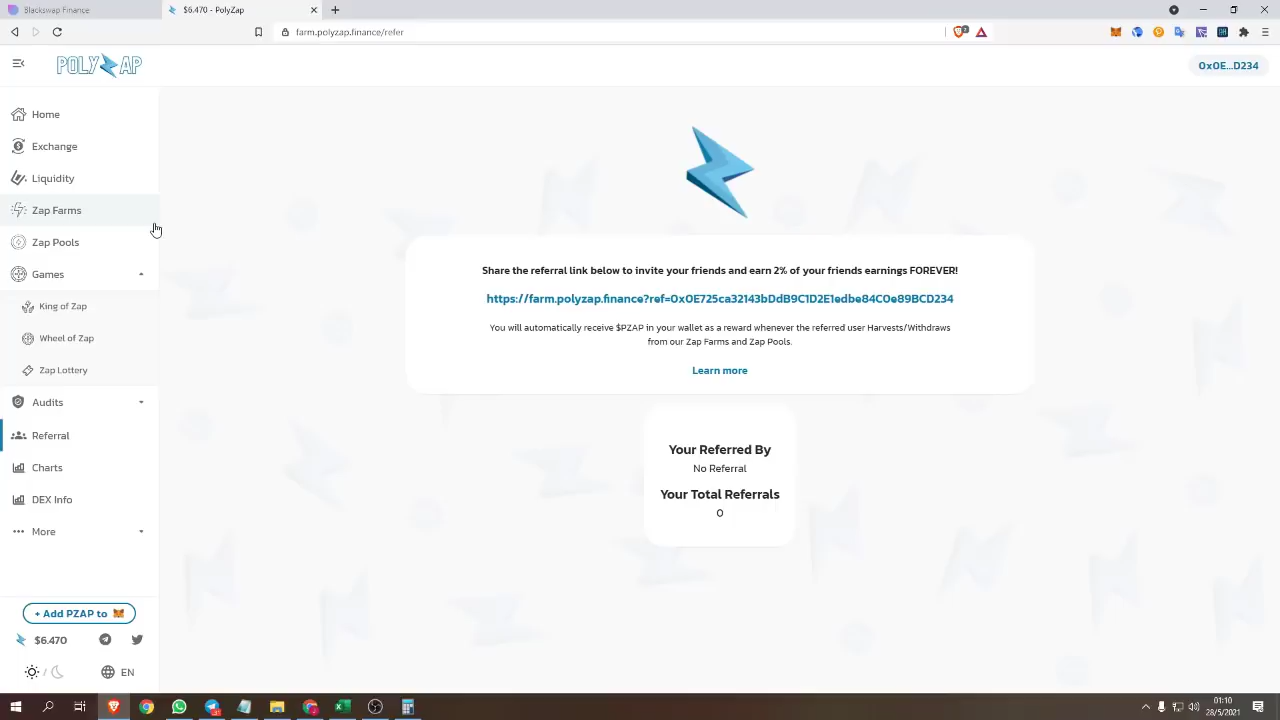 Blackswap Finance
$6.470 - PolyZap
farm.polyzap.finance/refer
POLYZAP
0x0E...D234
Home
Exchange
Liquidity
Zap Farms
Zap Pools
Games
King of Zap
Wheel of Zap
Zap Lottery
Audits
Referral
Charts
DEX Info
More
+ Add PZAP to
$6.470
/
EN
Share the referral link below to invite your friends and earn 2% of your friends earnings FOREVER!
https://farm.polyzap.finance?ref=0x0E725ca32143bDdB9C1D2E1edbe84C0e89BCD234
You will automatically receive $PZAP in your wallet as a reward whenever the referred user Harvests/Withdraws
from our Zap Farms and Zap Pools.
Learn more
Your Referred By
No Referral
Your Total Referrals
0
01:10
28/5/2021